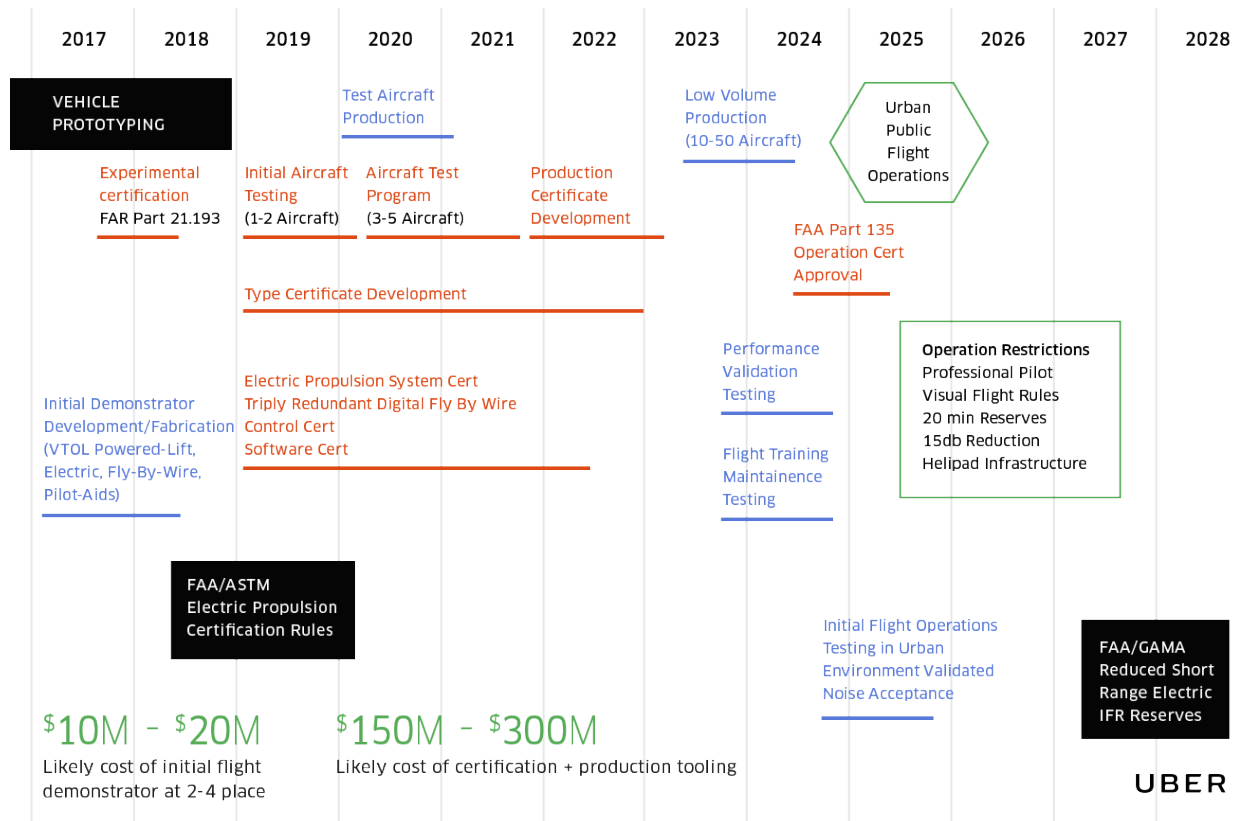 2017 2018 2019 2020 2021 2022 2023 2024 2025 2026 2027 2028
VEHICLE
PROTOTYPING
Test Aircraft
Production
Low Volume
Production
(10-50 Aircraft)
Urban
Public
Flight
Operations
Experimental
certification
FAR Part 21.193
Initial Aircraft
Testing
(1-2 Aircraft)
Aircraft Test
Program
(3-5 Aircraft)
Production
Certificate
Development
FAA Part 135
Operation Cert
Approval
Type Certificate Development
Operation Restrictions
Professional Pilot
Visual Flight Rules
20 min Reserves
15db Reduction
Helipad Infrastructure
Performance
Validation
Testing
Electric Propulsion System Cert
Triply Redundant Digital Fly By Wire
Control Cert
Software Cert
Initial Demonstrator
Development/Fabrication
(VTOL Powered-Lift,
Electric, Fly-By-Wire,
Pilot-Aids)
Flight Training
Maintainence
Testing
FAA/ASTM
Electric Propulsion
Certification Rules
Initial Flight Operations
Testing in Urban
Environment Validated
Noise Acceptance
FAA/GAMA
Reduced Short
Range Electric
IFR Reserves
$10M - $20M
Likely cost of initial flight
demonstrator at 2-4 place
$150M - $300M
Likely cost of certification + production tooling
UBER